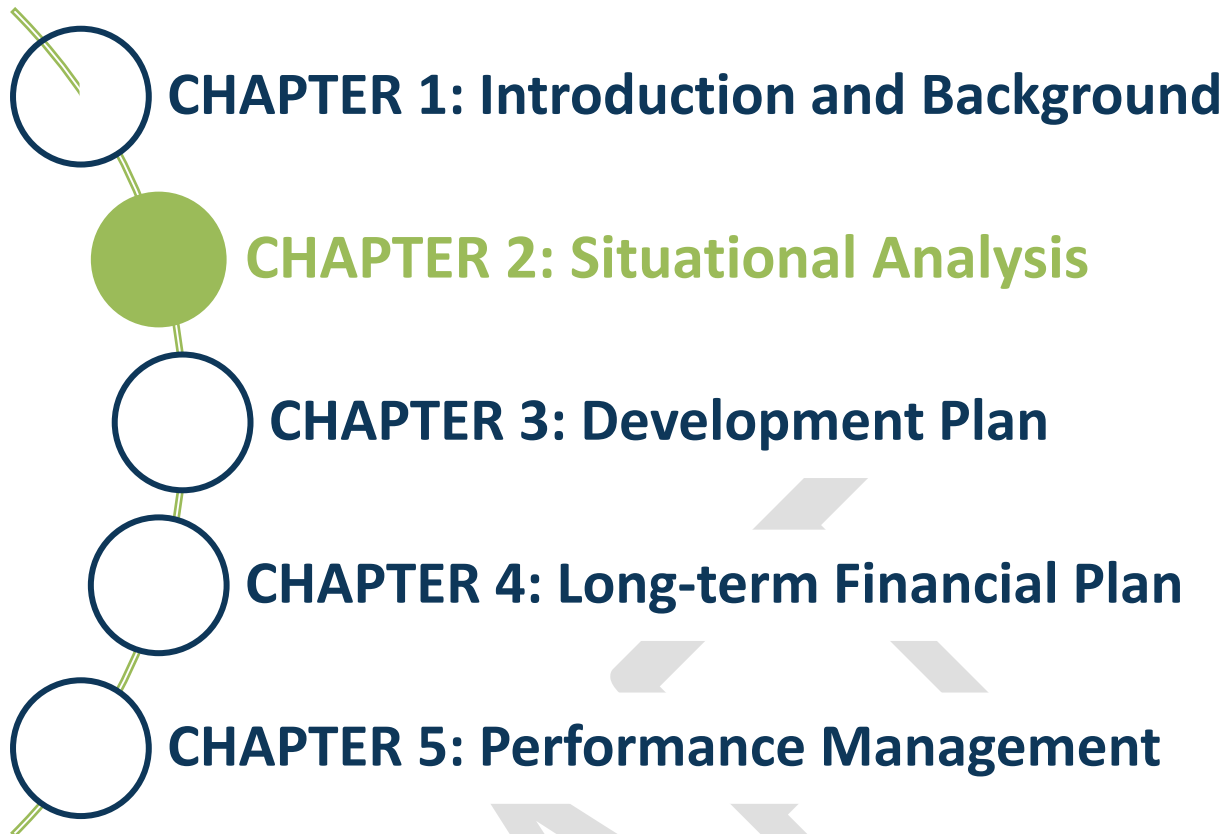 CHAPTER 1: Introduction and Background
CHAPTER 2: Situational Analysis
CHAPTER 3: Development Plan
CHAPTER 4: Long-term Financial Plan
CHAPTER 5: Performance Management